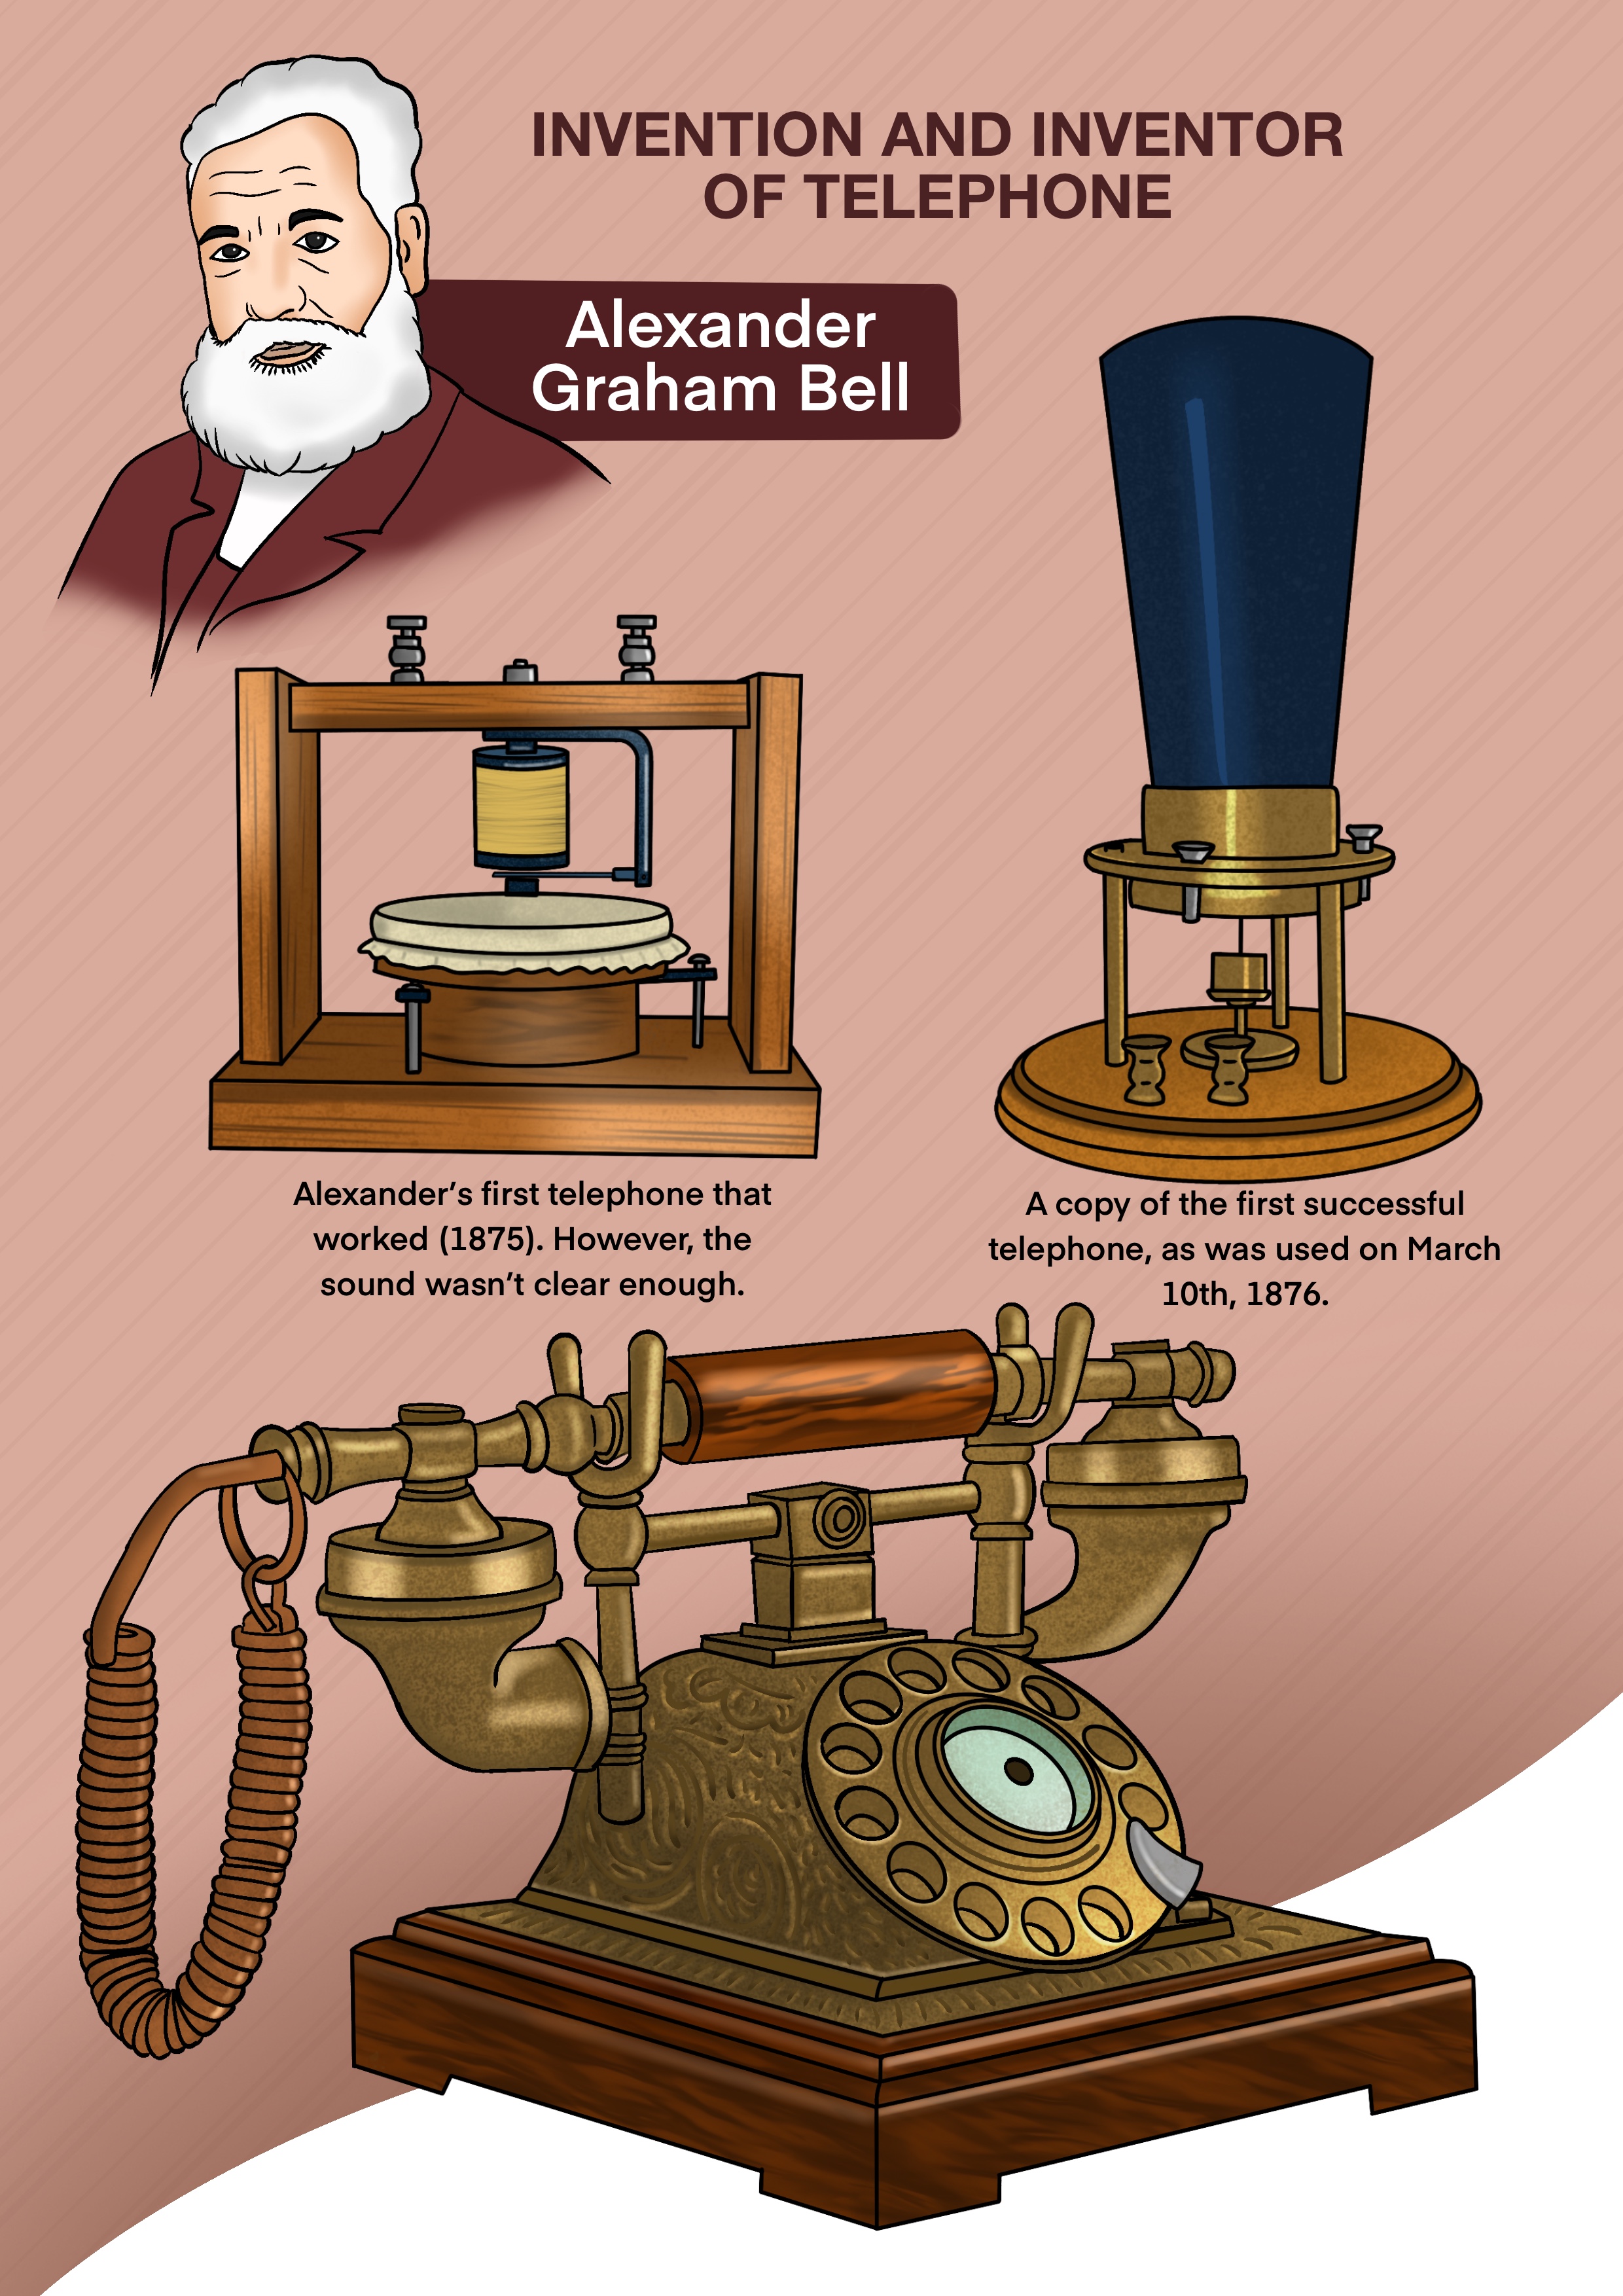 INVENTION AND INVENTOR
OF TELEPHONE
Alexander
Graham Bell
Alexander’s first telephone that
worked (1875). However, the
sound wasn’t clear enough.
A copy of the first successful
telephone, as was used on March
10th, 1876.